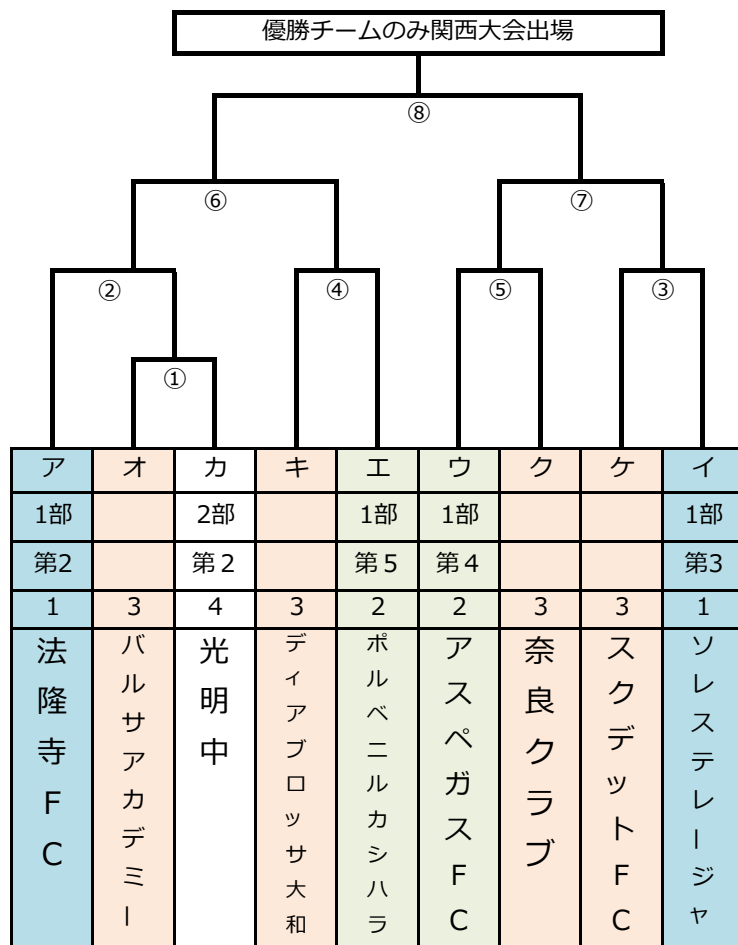 優勝チームのみ関西大会出場
⑧
⑥ ⑦
② ④ ⑤ ③
①
ア オ カ キ エ ウ ク ケ イ
1部 2部 1部 1部 1部
第2 第２ 第５ 第４ 第3
1 3 4 3 2 2 3 3 1
法隆寺FC
バルサアカデミー
光明中
ディアブロッサ大和
ポルベニルカシハラ
アスペガスFC
奈良クラブ
スクデットFC
ソレステレージャ